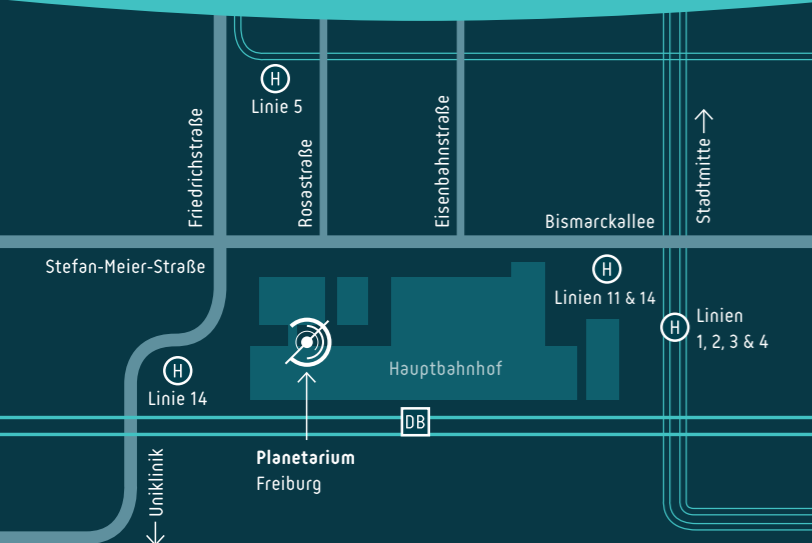 H
Linie 5
Friedrichstraße
Rosastraße
Eisenbahnstraße
Stadtmitte
Bismarckallee
Stefan-Meier-Straße
H
Linien 11 & 14
H
Linien
1, 2, 3 & 4
Hauptbahnhof
H
Linie 14
DB
Planetarium
Freiburg
Uniklinik